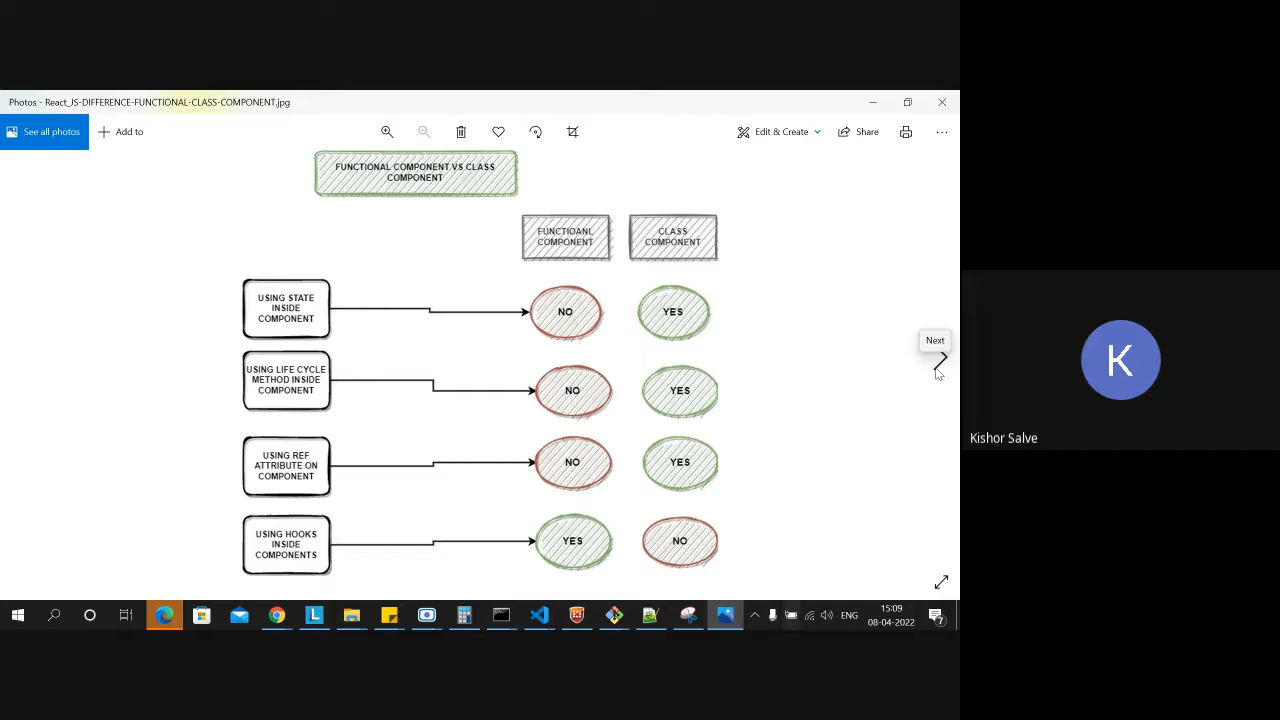 Photos - React_JS-DIFFERENCE-FUNCTIONAL-CLASS-COMPONENT.jpg
See all photos
Add to
Edit & Create
Share
FUNCTIONAL COMPONENT VS CLASS
COMPONENT
FUNCTIOANL
COMPONENT
CLASS
COMPONENT
USING STATE
INSIDE
COMPONENT
NO
YES
Next
USING LIFE CYCLE
METHOD INSIDE
COMPONENT
NO
YES
USING REF
ATTRIBUTE ON
COMPONENT
NO
YES
USING HOOKS
INSIDE
COMPONENTS
YES
NO
K
Kishor Salve
L
ENG
15:09
08-04-2022
7